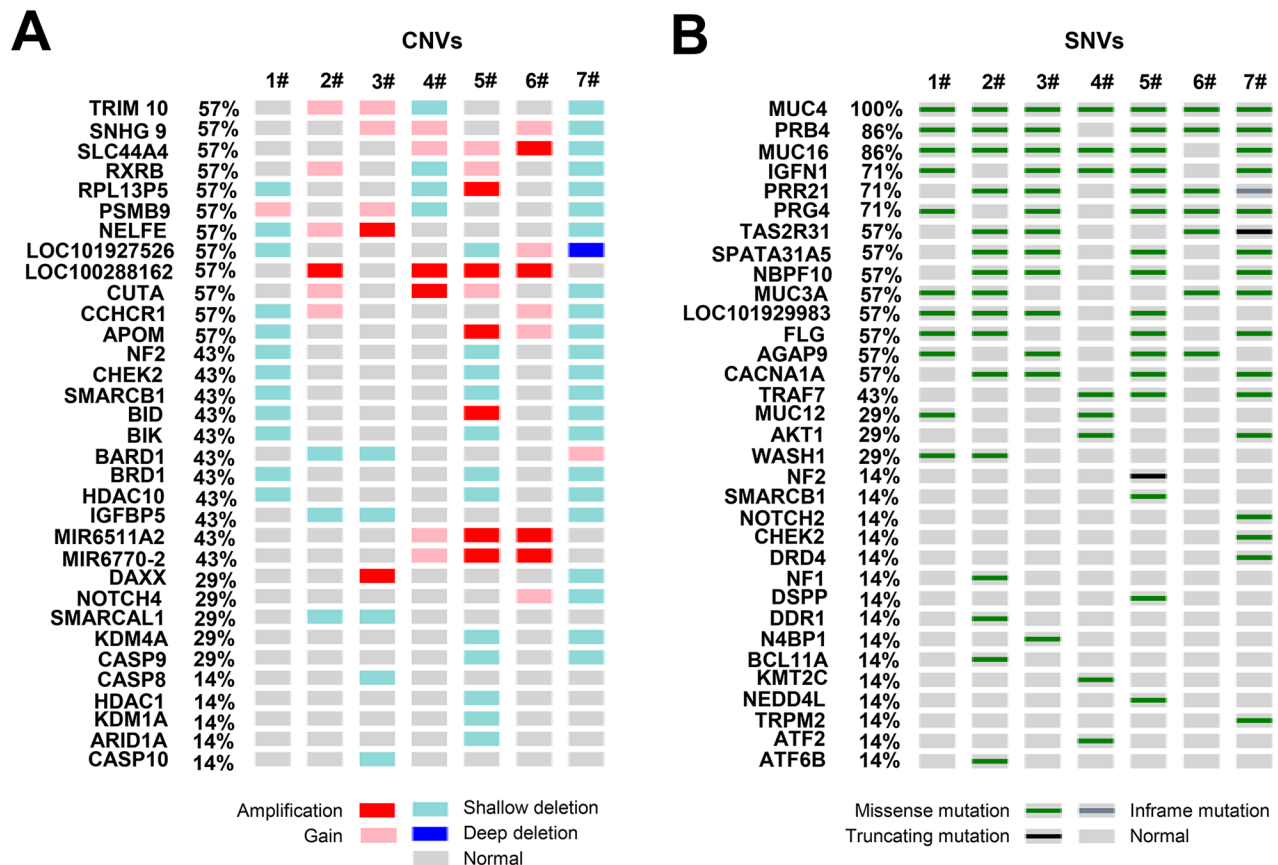 A B
CNVs SNVs
1# 2# 3# 4# 5# 6# 7# 1# 2# 3# 4# 5# 6# 7#
TRIM 10 57% MUC4 100%
SNHG 9 57% PRB4 86%
SLC44A4 57% MUC16 86%
RXRB 57% IGFN1 71%
RPL13P5 57% PRR21 71%
PSMB9 57% PRG4 71%
NELFE 57% TAS2R31 57%
LOC101927526 57% SPATA31A5 57%
LOC100288162 57% NBPF10 57%
CUTA 57% MUC3A 57%
CCHCR1 57% LOC101929983 57%
APOM 57% FLG 57%
NF2 43% AGAP9 57%
CHEK2 43% CACNA1A 57%
SMARCB1 43% TRAF7 43%
BID 43% MUC12 29%
BIK 43% AKT1 29%
BARD1 43% WASH1 29%
BRD1 43% NF2 14%
HDAC10 43% SMARCB1 14%
IGFBP5 43% NOTCH2 14%
MIR6511A2 43% CHEK2 14%
MIR6770-2 43% DRD4 14%
DAXX 29% NF1 14%
NOTCH4 29% DSPP 14%
SMARCAL1 29% DDR1 14%
KDM4A 29% N4BP1 14%
CASP9 29% BCL11A 14%
CASP8 14% KMT2C 14%
HDAC1 14% NEDD4L 14%
KDM1A 14% TRPM2 14%
ARID1A 14% ATF2 14%
CASP10 14% ATF6B 14%
Amplification Shallow deletion Missense mutation Inframe mutation
Gain Deep deletion Truncating mutation Normal
Normal